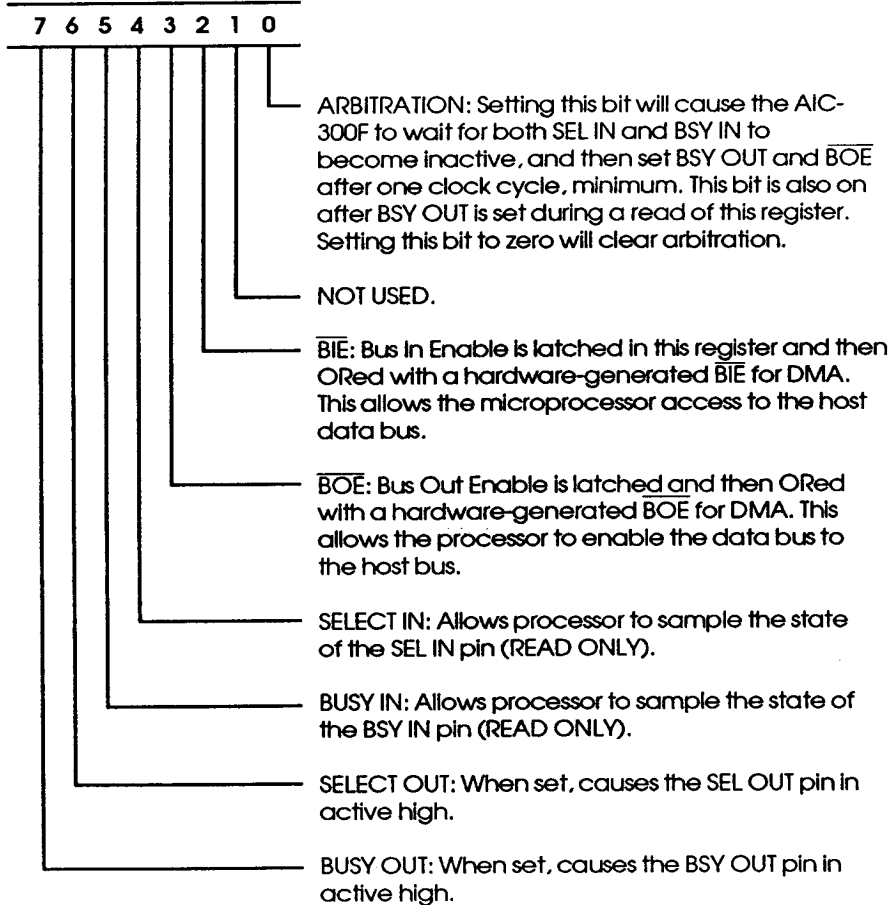 7 6 5 4 3 2 1 0
ARBITRATION: Setting this bit will cause the AIC-
300F to wait for both SEL IN and BSY IN to
become inactive, and then set BSY OUT and B̅O̅E̅
after one clock cycle, minimum. This bit is also on
after BSY OUT is set during a read of this register.
Setting this bit to zero will clear arbitration.
NOT USED.
B̅I̅E̅: Bus In Enable is latched in this register and then
ORed with a hardware-generated B̅I̅E̅ for DMA.
This allows the microprocessor access to the host
data bus.
B̅O̅E̅: Bus Out Enable is latched and then ORed
with a hardware-generated B̅O̅E̅ for DMA. This
allows the processor to enable the data bus to
the host bus.
SELECT IN: Allows processor to sample the state
of the SEL IN pin (READ ONLY).
BUSY IN: Allows processor to sample the state of
the BSY IN pin (READ ONLY).
SELECT OUT: When set, causes the SEL OUT pin in
active high.
BUSY OUT: When set, causes the BSY OUT pin in
active high.